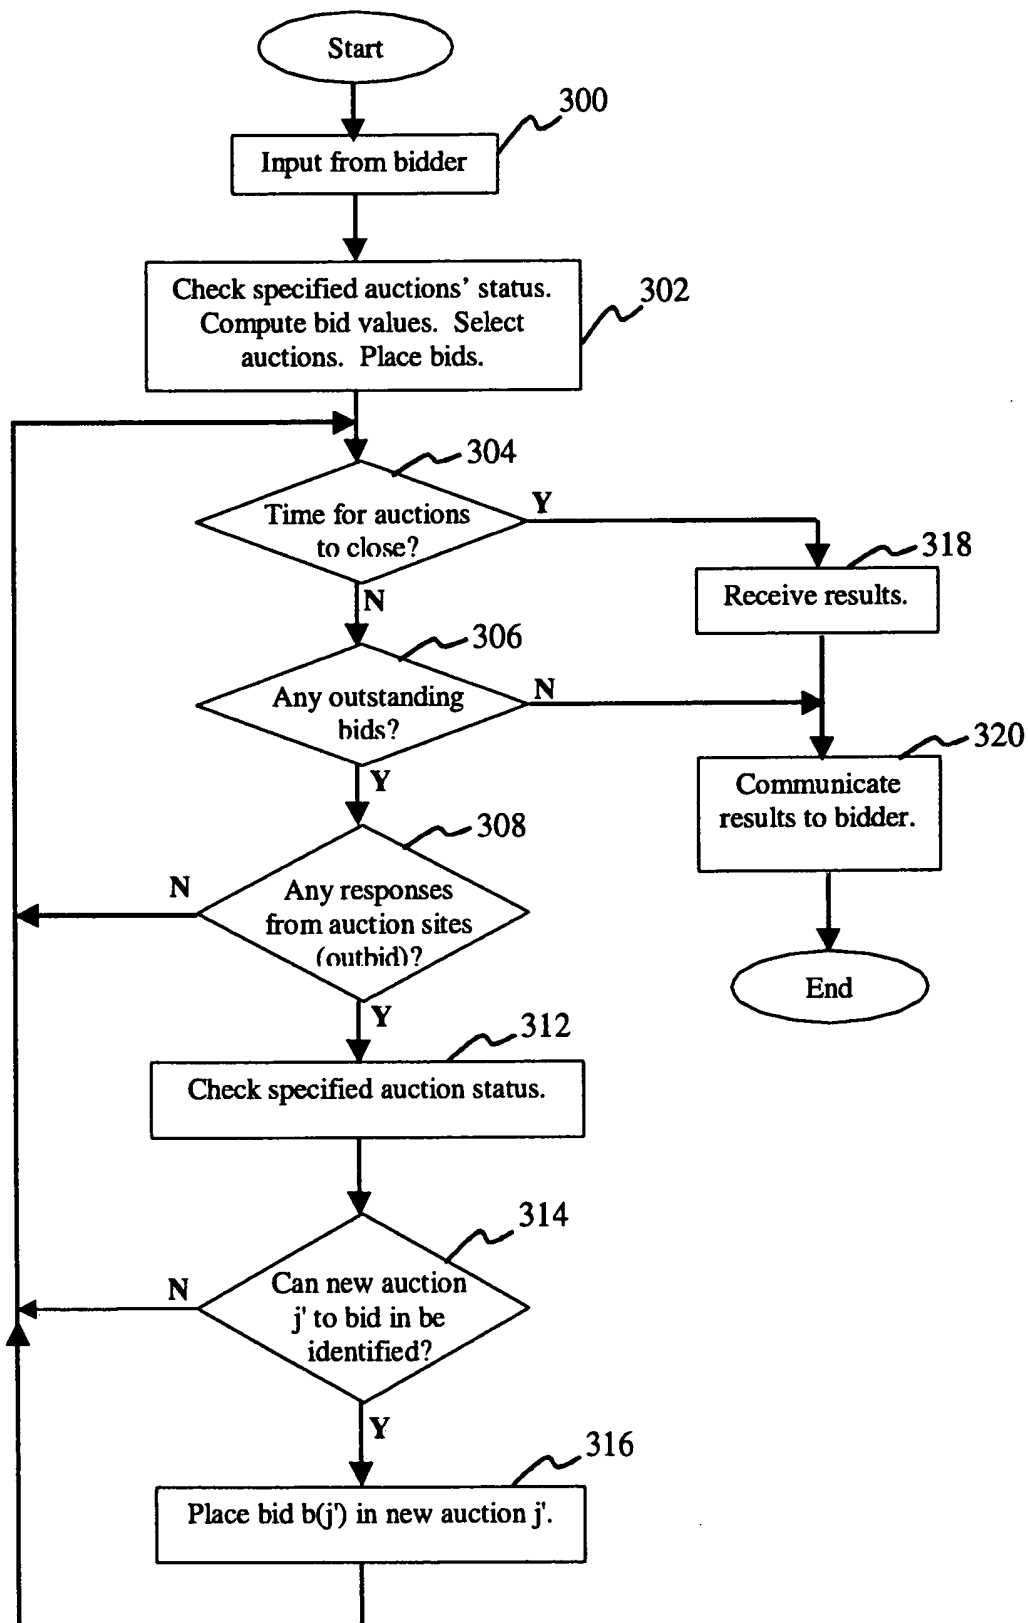 Start
300
Input from bidder
302
Check specified auctions' status.
Compute bid values. Select
auctions. Place bids.
304
Time for auctions
to close?
Y
N
318
Receive results.
306
Any outstanding
bids?
N
Y
320
Communicate
results to bidder.
308
Any responses
from auction sites
(outbid)?
N
Y
End
312
Check specified auction status.
314
Can new auction
j' to bid in be
identified?
N
Y
316
Place bid b(j') in new auction j'.